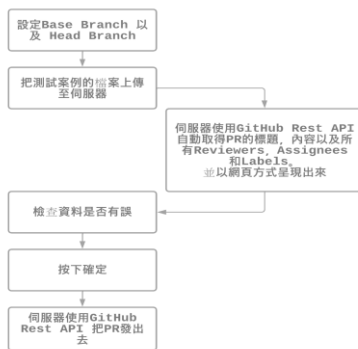 設定Base Branch 以
及 Head Branch
把測試案例的檔案上傳
至伺服器
伺服器使用GitHub Rest API
自動取得PR的標題，內容以及所
有Reviewers，Assignees
和Labels。
並以網頁方式呈現出來
檢查資料是否有誤
按下確定
伺服器使用GitHub
Rest API 把PR發出
去